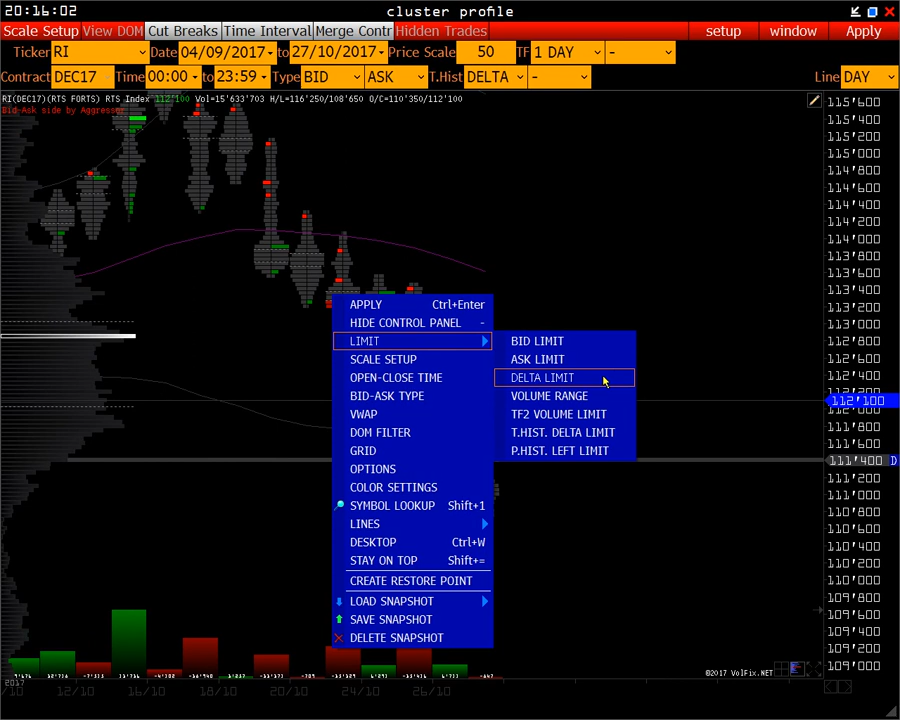 20:16:02 cluster profile
Scale Setup View DOM Cut Breaks Time Interval Merge Contr Hidden Trades setup window Apply
Ticker RI Date 04/09/2017 to 27/10/2017 Price Scale 50 TF 1 DAY -
Contract DEC17 Time 00:00 to 23:59 Type BID ASK T.Hist DELTA - Line DAY
RI(DEC17)(RTS FORTS) RTS Index 112'100 Vol=15'633'703 H/L=116'250/108'650 O/C=110'350/112'100
Bid-Ask side by Aggressor
115'600
115'400
115'200
115'000
114'800
114'600
114'400
114'200
114'000
113'800
113'600
113'400
113'200
113'000
112'800
112'600
112'400
112'100
111'800
111'600
111'400 D
111'200
111'000
110'800
110'600
110'400
110'200
110'000
109'800
109'600
109'400
109'200
109'000
APPLY Ctrl+Enter
HIDE CONTROL PANEL -
LIMIT
SCALE SETUP
OPEN-CLOSE TIME
BID-ASK TYPE
VWAP
DOM FILTER
GRID
OPTIONS
COLOR SETTINGS
SYMBOL LOOKUP Shift+1
LINES
DESKTOP Ctrl+W
STAY ON TOP Shift+=
CREATE RESTORE POINT
LOAD SNAPSHOT
SAVE SNAPSHOT
DELETE SNAPSHOT
BID LIMIT
ASK LIMIT
DELTA LIMIT
VOLUME RANGE
TF2 VOLUME LIMIT
T.HIST. DELTA LIMIT
P.HIST. LEFT LIMIT
©2017 VolFix.NET
2017
/10 12/10 16/10 18/10 20/10 24/10 26/10